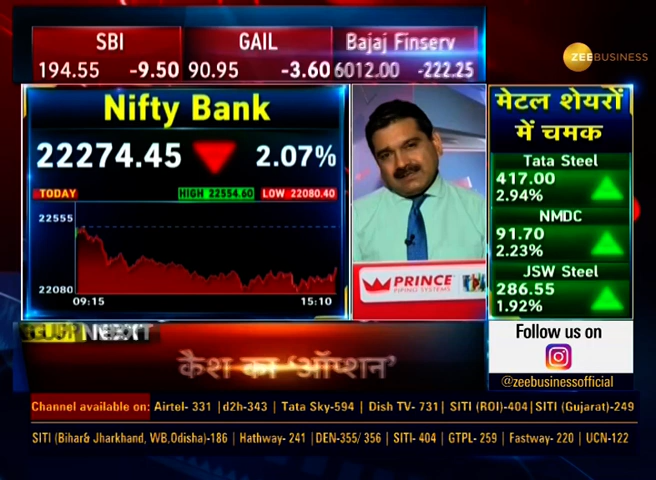 SBI
194.55 -9.50
GAIL
90.95 -3.60
Bajaj Finserv
6012.00 -222.25
ZEEBUSINESS
Nifty Bank
22274.45 2.07%
TODAY HIGH 22554.60 LOW 22080.40
22555
22080
09:15 15:10
PRINCE
PIPING SYSTEMS
मेटल शेयरों
में चमक
Tata Steel
417.00
2.94%
NMDC
91.70
2.23%
JSW Steel
286.55
1.92%
NEXT
कैश का ‘ऑप्शन’
Follow us on
@zeebusinessofficial
Channel available on: Airtel- 331 |d2h-343 | Tata Sky-594 | Dish TV- 731| SITI (ROI)-404| SITI (Gujarat)-249
SITI (Bihar& Jharkhand, WB,Odisha)-186 | Hathway- 241 |DEN-355/ 356 | SITI- 404 | GTPL- 259 | Fastway- 220 | UCN-122